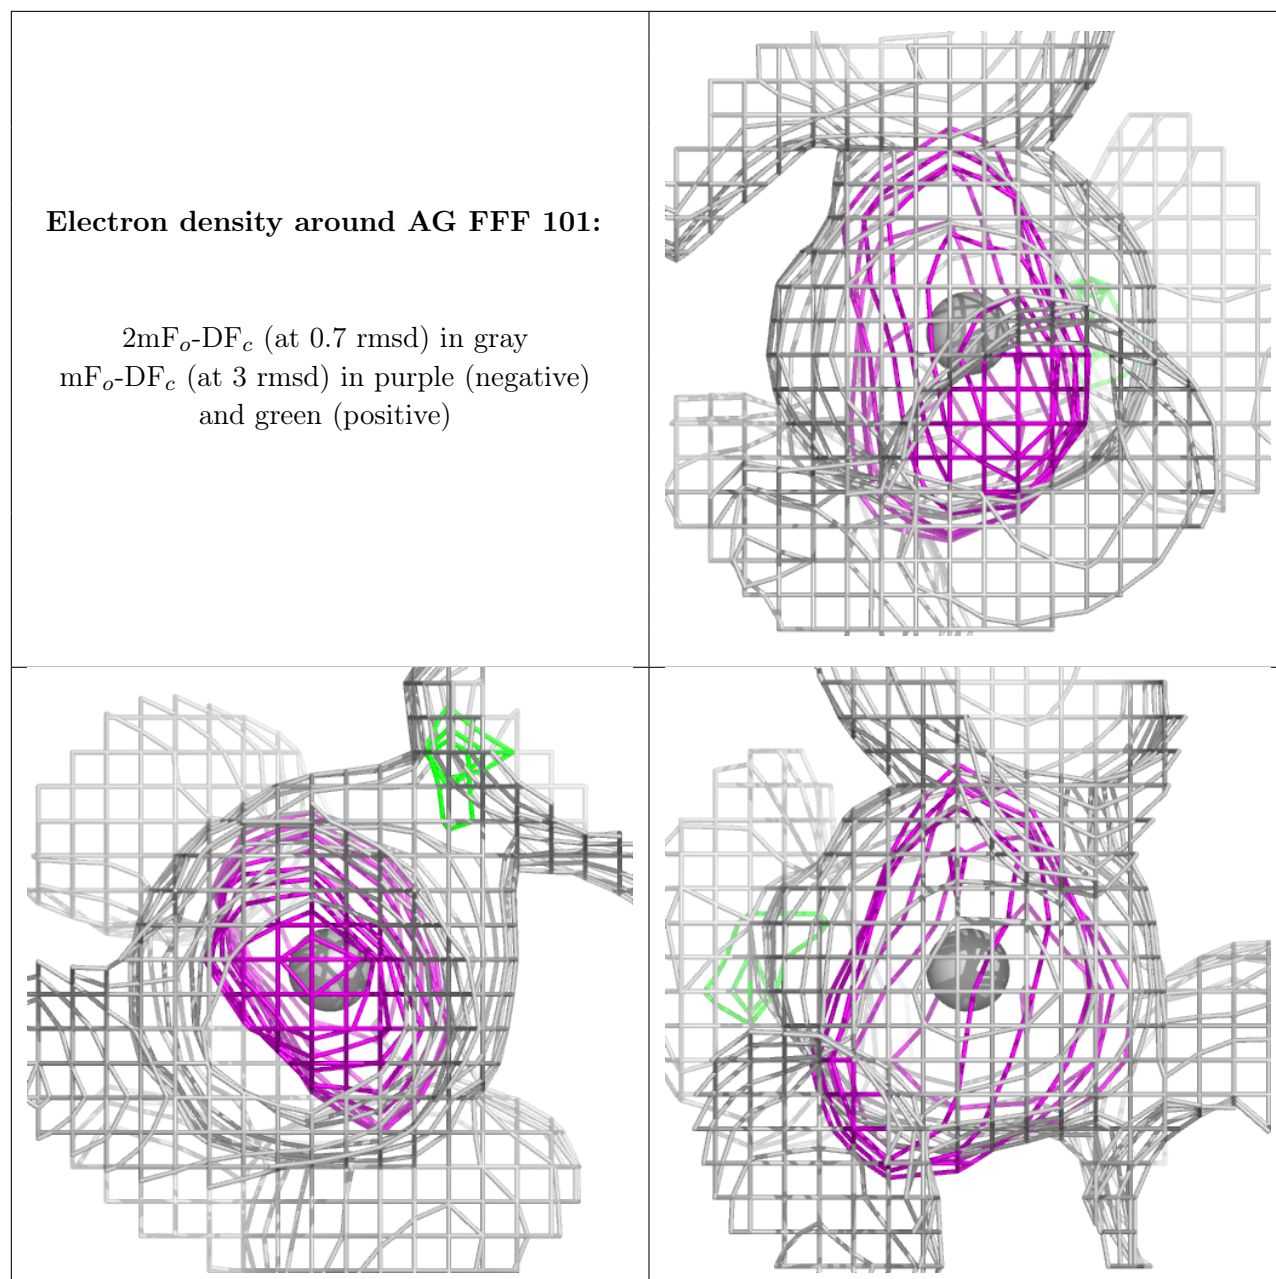 Electron density around AG FFF 101:
2mFo-DFc (at 0.7 rmsd) in gray
mFo-DFc (at 3 rmsd) in purple (negative)
and green (positive)